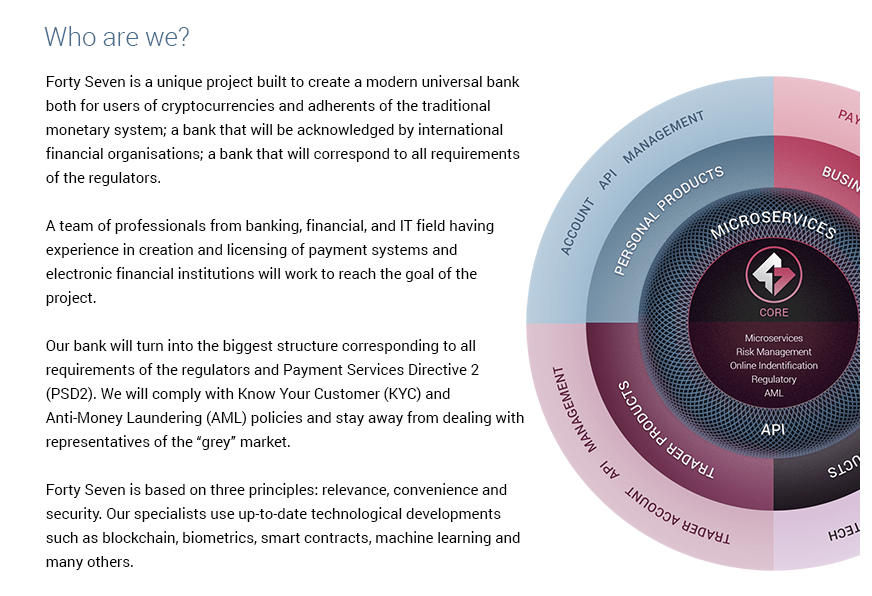 Who are we?
Forty Seven is a unique project built to create a modern universal bank
both for users of cryptocurrencies and adherents of the traditional
monetary system; a bank that will be acknowledged by international
financial organisations; a bank that will correspond to all requirements
of the regulators.
A team of professionals from banking, financial, and IT field having
experience in creation and licensing of payment systems and
electronic financial institutions will work to reach the goal of the
project.
Our bank will turn into the biggest structure corresponding to all
requirements of the regulators and Payment Services Directive 2
(PSD2). We will comply with Know Your Customer (KYC) and
Anti-Money Laundering (AML) policies and stay away from dealing with
representatives of the “grey” market.
Forty Seven is based on three principles: relevance, convenience and
security. Our specialists use up-to-date technological developments
such as blockchain, biometrics, smart contracts, machine learning and
many others.
ACCOUNT API MANAGEMENT
PERSONAL PRODUCTS
MICROSERVICES
CORE
Microservices
Risk Management
Online Indentification
Regulatory
AML
API
TRADER PRODUCTS
TRADER ACCOUNT API MANAGEMENT
TECH